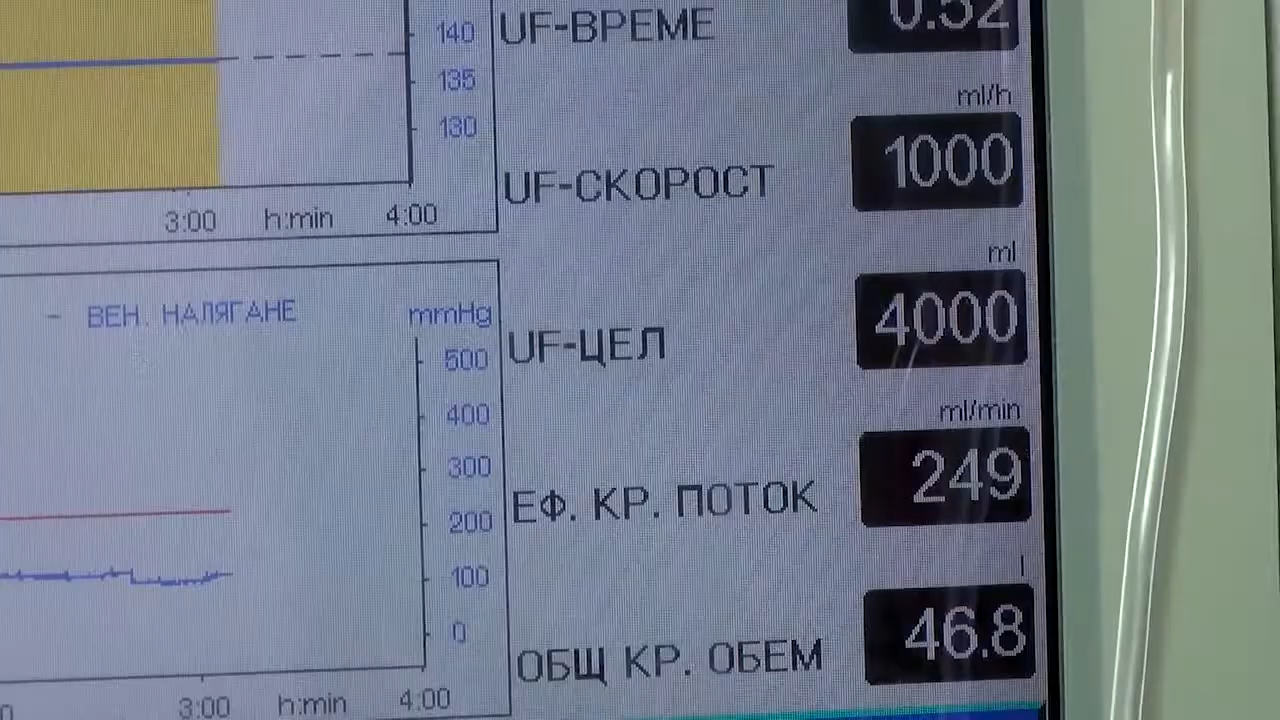 140
135
130
3:00 h:min 4:00
- ВЕН. НАЛЯГАНЕ mmHg
500
400
300
200
100
0
3:00 h:min 4:00
UF-ВРЕМЕ 0:52
ml/h
UF-СКОРОСТ 1000
ml
UF-ЦЕЛ 4000
ml/min
ЕФ. КР. ПОТОК 249
l
ОБЩ КР. ОБЕМ 46.8